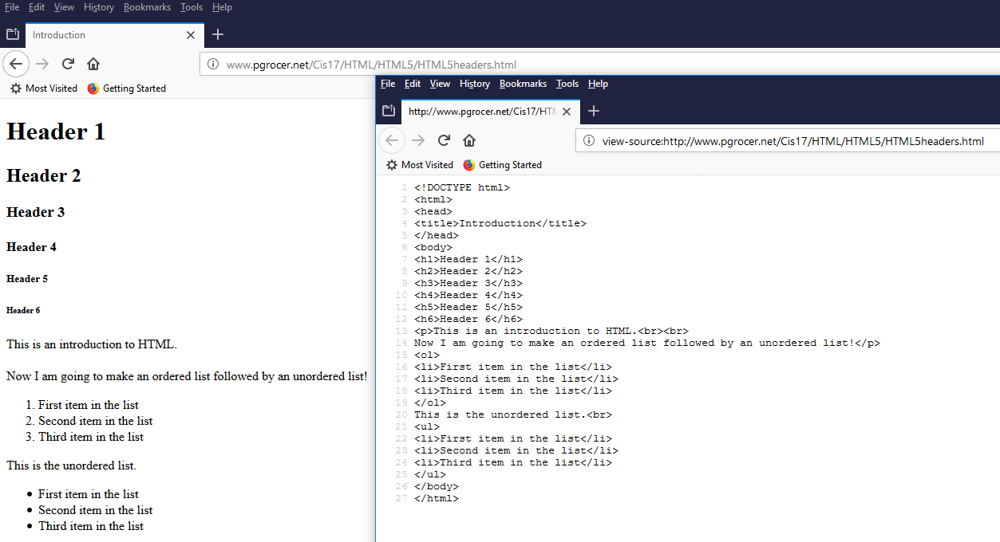 File Edit View History Bookmarks Tools Help
Introduction
www.pgrocer.net/Cis17/HTML/HTML5/HTML5headers.html
Most Visited Getting Started
Header 1
Header 2
Header 3
Header 4
Header 5
Header 6
This is an introduction to HTML.
Now I am going to make an ordered list followed by an unordered list!
1. First item in the list
2. Second item in the list
3. Third item in the list
This is the unordered list.
• First item in the list
• Second item in the list
• Third item in the list
File Edit View History Bookmarks Tools Help
http://www.pgrocer.net/Cis17/HTM
view-source:http://www.pgrocer.net/Cis17/HTML/HTML5/HTML5headers.html
Most Visited Getting Started
1 <!DOCTYPE html>
2 <html>
3 <head>
4 <title>Introduction</title>
5 </head>
6 <body>
7 <h1>Header 1</h1>
8 <h2>Header 2</h2>
9 <h3>Header 3</h3>
10 <h4>Header 4</h4>
11 <h5>Header 5</h5>
12 <h6>Header 6</h6>
13 <p>This is an introduction to HTML.<br><br>
14 Now I am going to make an ordered list followed by an unordered list!</p>
15 <ol>
16 <li>First item in the list</li>
17 <li>Second item in the list</li>
18 <li>Third item in the list</li>
19 </ol>
20 This is the unordered list.<br>
21 <ul>
22 <li>First item in the list</li>
23 <li>Second item in the list</li>
24 <li>Third item in the list</li>
25 </ul>
26 </body>
27 </html>